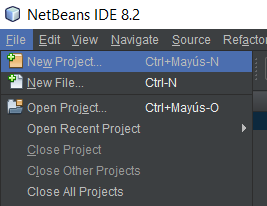 NetBeans IDE 8.2
File Edit View Navigate Source Refacto
New Project... Ctrl+Mayús-N
New File... Ctrl-N
Open Project... Ctrl+Mayús-O
Open Recent Project
Close Project
Close Other Projects
Close All Projects